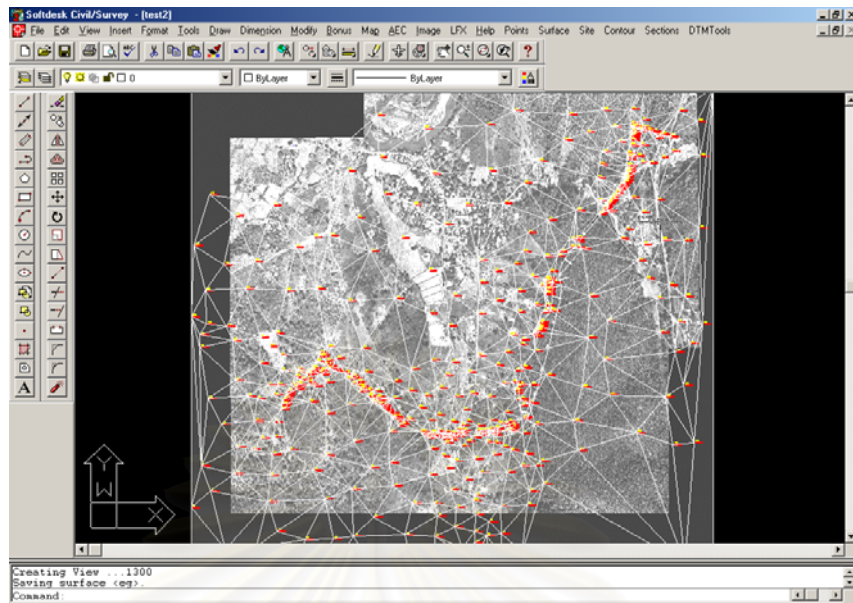 Softdesk Civil/Survey - [test2]
File Edit View Insert Format Tools Draw Dimension Modify Bonus Map AEC Image LFX Help Points Surface Site Contour Sections DTMTools
0 ByLayer ByLayer
A
Y
W
X
Creating View ...1300
Saving surface <eg>.
Command: